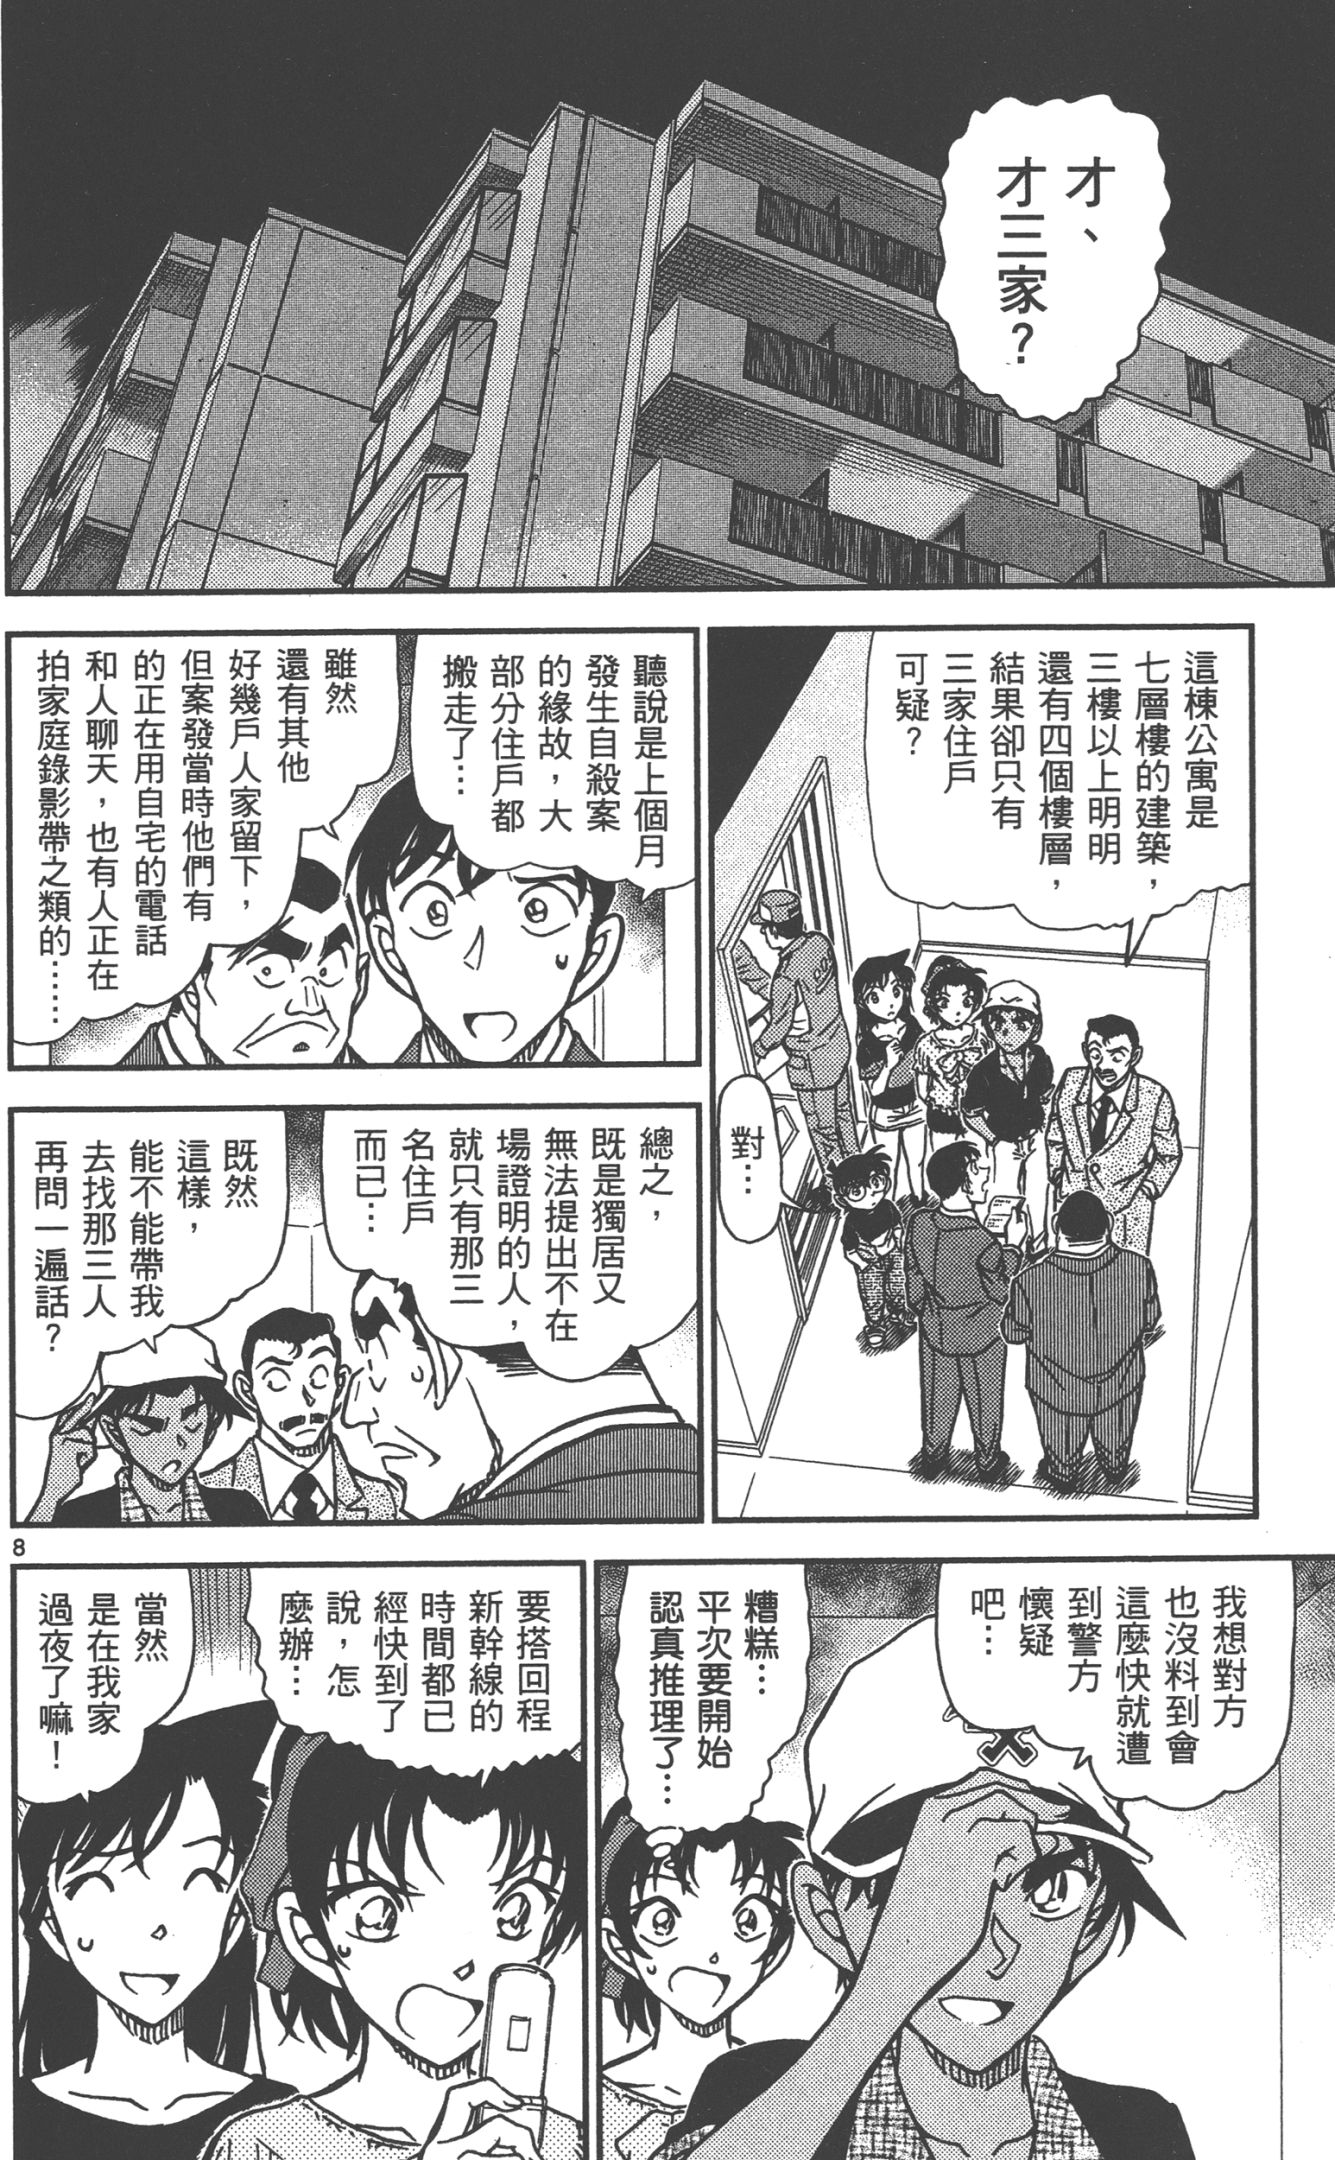 才、
才三家？
這棟公寓是
七層樓的建築，
三樓以上明明
還有四個樓層，
結果卻只有
三家住戶
可疑？
對…
聽說是上個月
發生自殺案
的緣故，大
部分住戶都
搬走了…
雖然
還有其他
好幾戶人家留下，
但案發當時他們有
的正在用自宅的電話
和人聊天，也有人正在
拍家庭錄影帶之類的……
總之，
既是獨居又
無法提出不在
場證明的人，
就只有那三
名住戶
而已…
既然
這樣，
能不能帶我
去找那三人
再問一遍話？
我想對方
也沒料到會
這麼快就遭
到警方
懷疑
吧…
糟糕…
平次要開始
認真推理了…
要搭回程
新幹線的
時間都已
經快到了
說，怎
麼辦…
當然
是在我家
過夜了嘛！
8